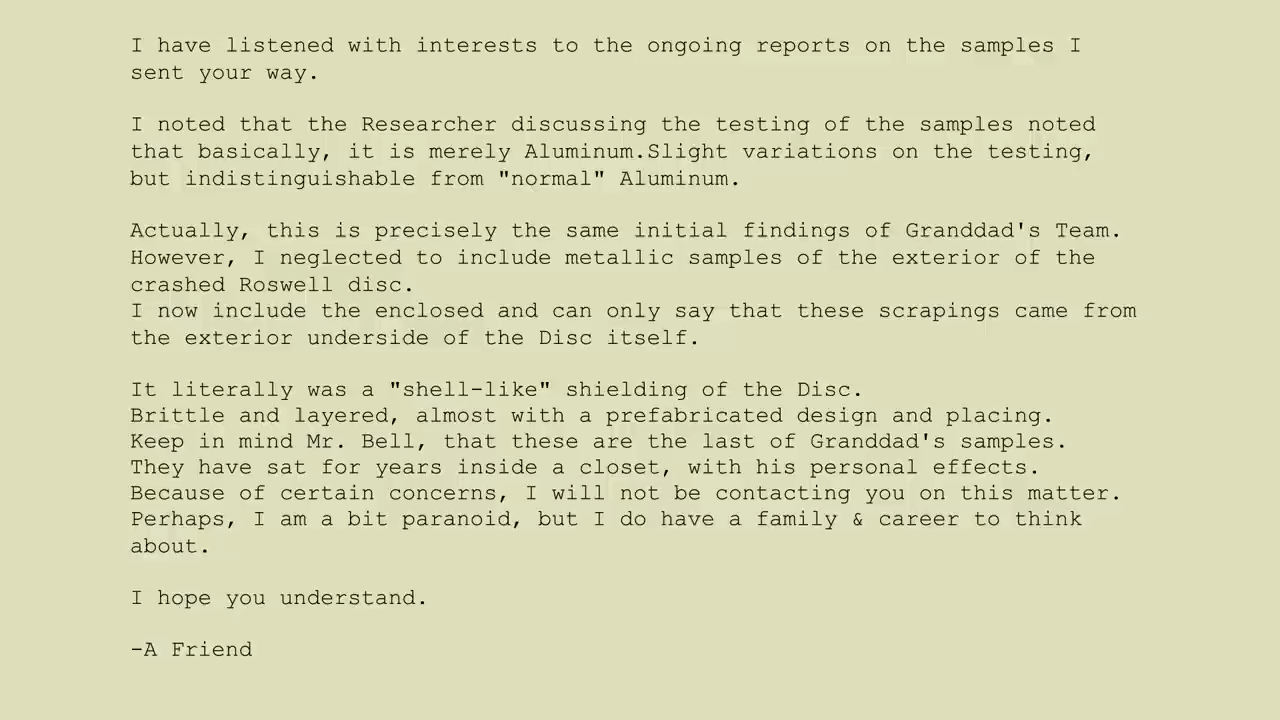 I have listened with interests to the ongoing reports on the samples I
sent your way.
I noted that the Researcher discussing the testing of the samples noted
that basically, it is merely Aluminum.Slight variations on the testing,
but indistinguishable from "normal" Aluminum.
Actually, this is precisely the same initial findings of Granddad's Team.
However, I neglected to include metallic samples of the exterior of the
crashed Roswell disc.
I now include the enclosed and can only say that these scrapings came from
the exterior underside of the Disc itself.
It literally was a "shell-like" shielding of the Disc.
Brittle and layered, almost with a prefabricated design and placing.
Keep in mind Mr. Bell, that these are the last of Granddad's samples.
They have sat for years inside a closet, with his personal effects.
Because of certain concerns, I will not be contacting you on this matter.
Perhaps, I am a bit paranoid, but I do have a family & career to think
about.
I hope you understand.
-A Friend